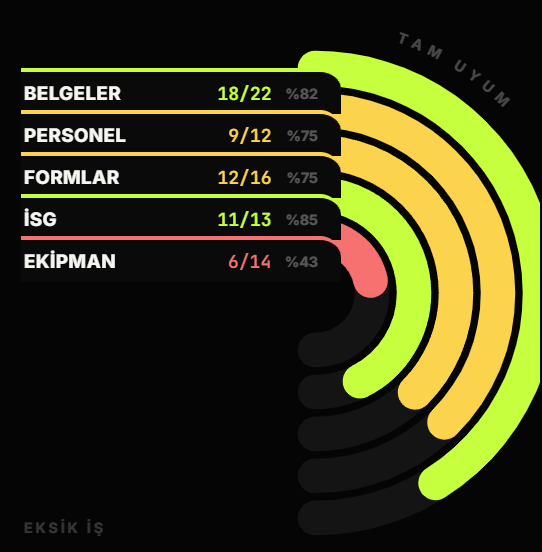 TAM UYUM
BELGELER 18/22 %82
PERSONEL 9/12 %75
FORMLAR 12/16 %75
İSG 11/13 %85
EKİPMAN 6/14 %43
EKSİK İŞ